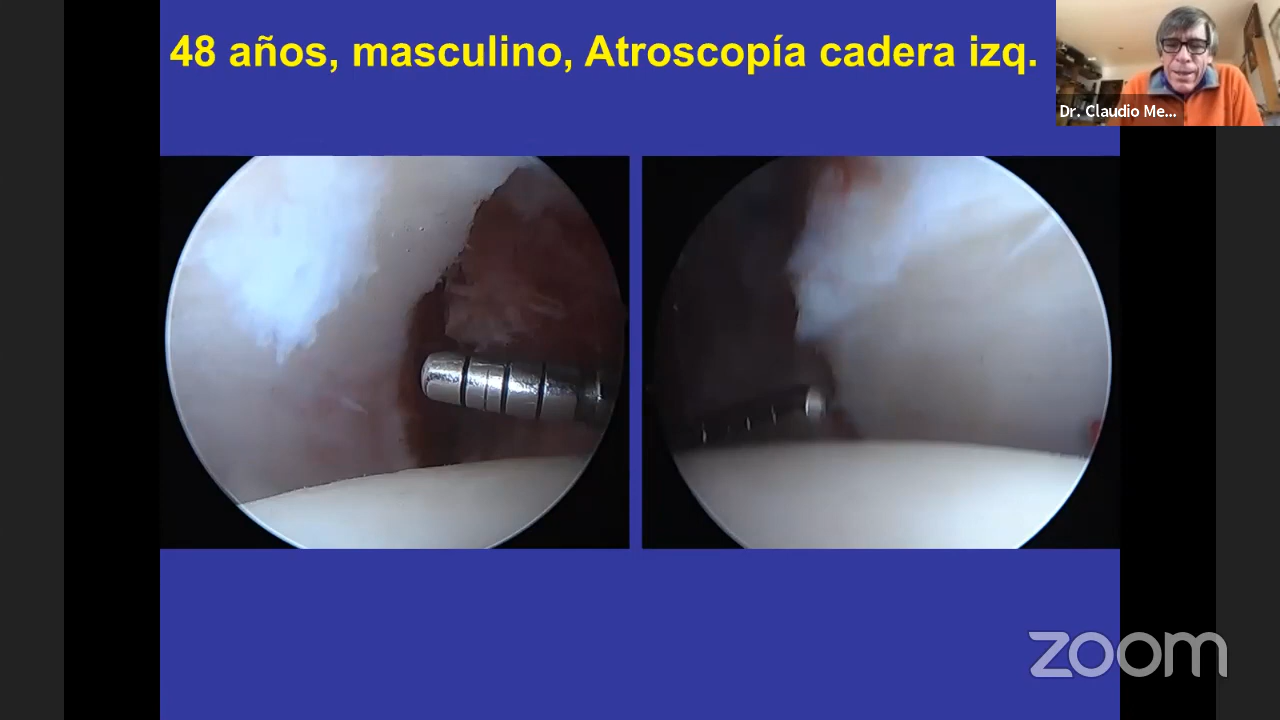 48 años, masculino, Atroscopía cadera izq.
Dr. Claudio Me...
zoom